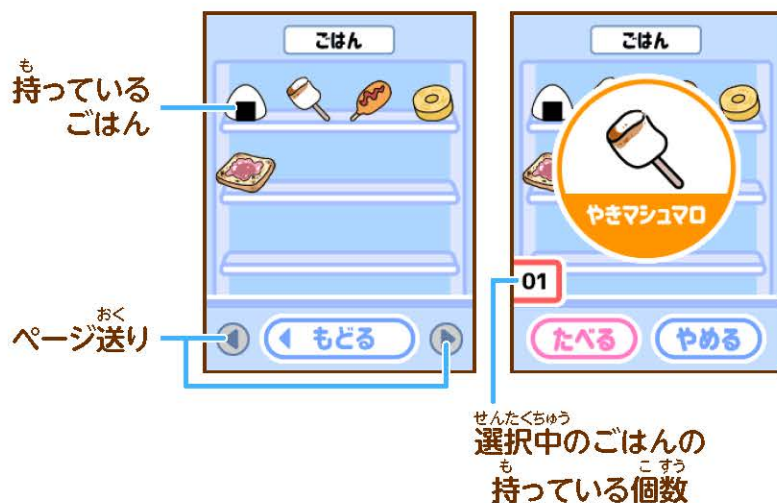 ごはん
も
持っている
ごはん
おく
ページ送り
もどる
ごはん
やきマシュマロ
01
たべる
やめる
せんたくちゅう
選択中のごはんの
も こすう
持っている個数